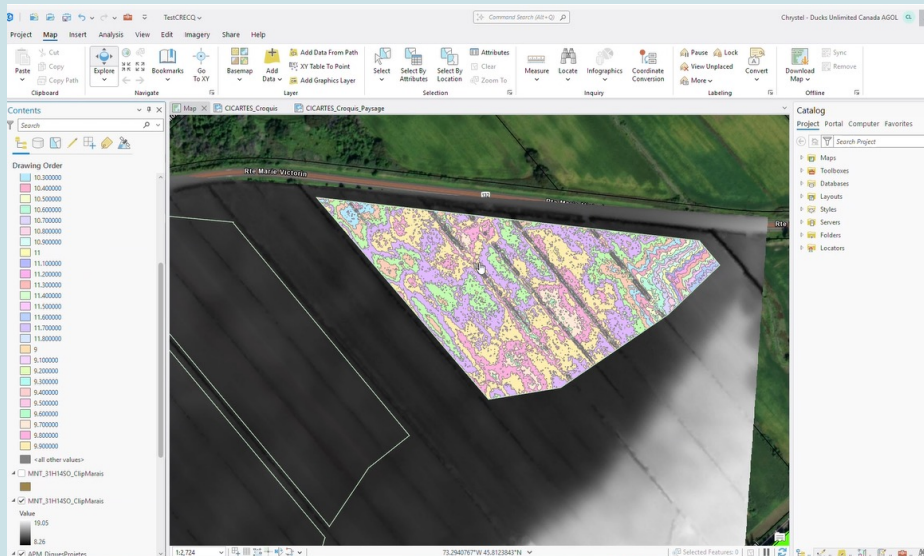 TestCRECQ
Command Search (Alt+Q)
Chrystel - Ducks Unlimited Canada AGOL
CL
Project Map Insert Analysis View Edit Imagery Share Help
Paste
Cut
Copy
Copy Path
Clipboard
Explore
Bookmarks
Go
To XY
Navigate
Basemap
Add
Data
Add Data From Path
XY Table To Point
Add Graphics Layer
Layer
Select
Select By
Attributes
Select By
Location
Attributes
Clear
Zoom To
Selection
Measure
Locate
Infographics
Coordinate
Conversion
Inquiry
Pause Lock
View Unplaced
More
Convert
Labeling
Download
Map
Sync
Remove
Offline
Contents
Search
Drawing Order
10.300000
10.400000
10.500000
10.600000
10.700000
10.800000
10.900000
11
11.100000
11.200000
11.300000
11.400000
11.500000
11.600000
11.700000
11.800000
9
9.100000
9.200000
9.300000
9.400000
9.500000
9.600000
9.700000
9.800000
9.900000
<all other values>
MNT_31H14SO_ClipMarais
MNT_31H14SO_ClipMarais
Value
19.05
8.26
APM_DiguesProjetes
Map
CICARTES_Croquis
CICARTES_Croquis_Paysage
Rte Marie-Victorin
132
Rte
1:2,724
73.2940767°W 45.8123843°N
Selected Features: 0
Catalog
Project Portal Computer Favorites
Search Project
Maps
Toolboxes
Databases
Layouts
Styles
Servers
Folders
Locators